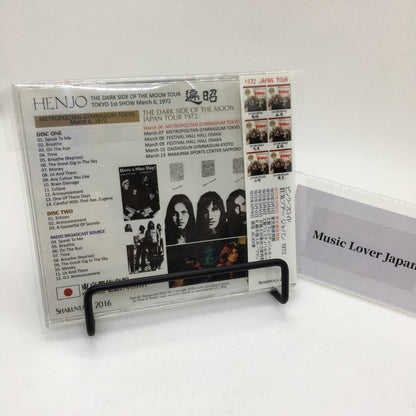 HENJO
THE DARK SIDE OF THE MOON TOUR
TOKYO 1st SHOW March 6, 1972
遍昭
METROPOLITAN GYMNASIUM TOKYO
March 6, 1972
THE DARK SIDE OF THE MOON
JAPAN TOUR 1972
March 06 METROPOLITAN GYMNASIUM TOKYO
March 07 METROPOLITAN GYMNASIUM TOKYO
March 08 FESTIVAL HALL OSAKA
March 09 FESTIVAL HALL OSAKA
March 10 DAISHOGUN GYMNASIUM KYOTO
March 13 NAKAJIMA SPORTS CENTER SAPPORO
DISC ONE
01. Speak To Me
02. Breathe
03. On The Run
04. Time
05. Breathe (Reprise)
06. The Great Gig In The Sky
07. Money
08. Us And Them
09. Any Colour You Like
10. Brain Damage
11. Eclipse
12. Announcement
13. One Of These Days
14. Careful With That Axe, Eugene
DISC TWO
01. Echoes
02. Announcement
03. A Saucerful Of Secrets
RADIO BROADCAST SOURCE
04. Speak To Me
05. Breathe
06. On The Run
07. Time
08. Breathe (Reprise)
09. The Great Gig In The Sky
10. Money
11. Us And Them
12. D.J. Announcement
Have a Nice Day!
1972 JAPAN TOUR
2016
Music Lover Japan